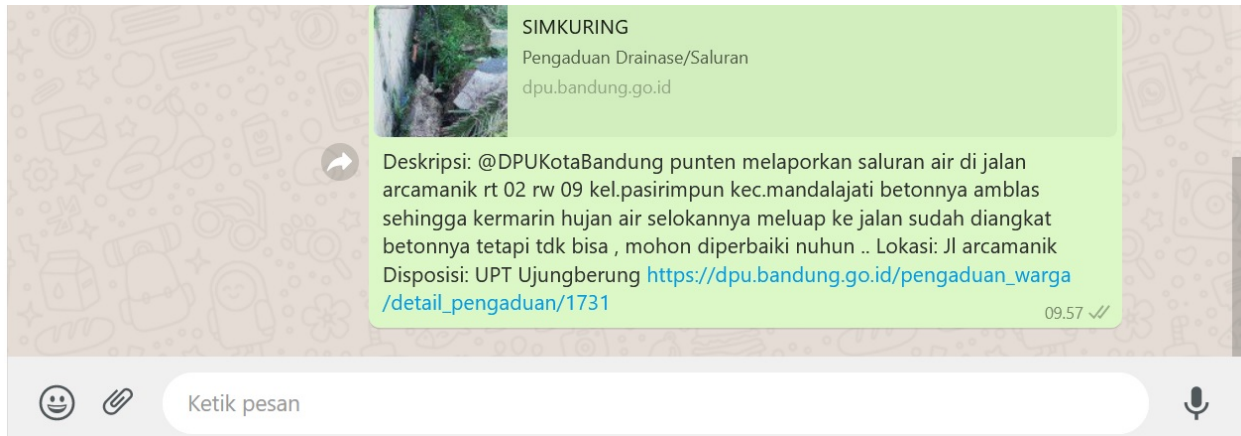 SIMKURING
Pengaduan Drainase/Saluran
dpu.bandung.go.id
Deskripsi: @DPUKotaBandung punten melaporkan saluran air di jalan
arcamanik rt 02 rw 09 kel.pasirimpun kec.mandalajati betonnya amblas
sehingga kermarin hujan air selokannya meluap ke jalan sudah diangkat
betonnya tetapi tdk bisa , mohon diperbaiki nuhun .. Lokasi: Jl arcamanik
Disposisi: UPT Ujungberung https://dpu.bandung.go.id/pengaduan_warga
/detail_pengaduan/1731
09.57
Ketik pesan